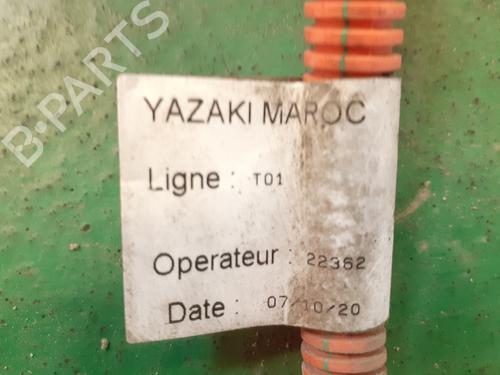 B-PARTS
YAZAKI MAROC
Ligne : T01
Operateur : 22362
Date : 07/10/20